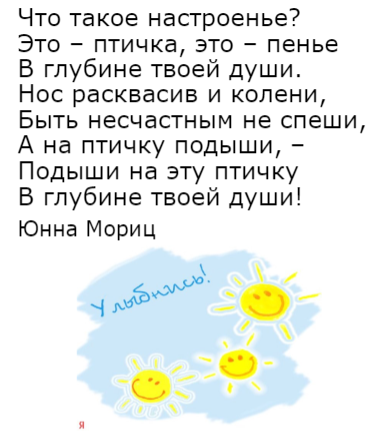 Что такое настроенье?
Это – птичка, это – пенье
В глубине твоей души.
Нос расквасив и колени,
Быть несчастным не спеши,
А на птичку подыши, –
Подыши на эту птичку
В глубине твоей души!
Юнна Мориц
Улыбнись!
Я